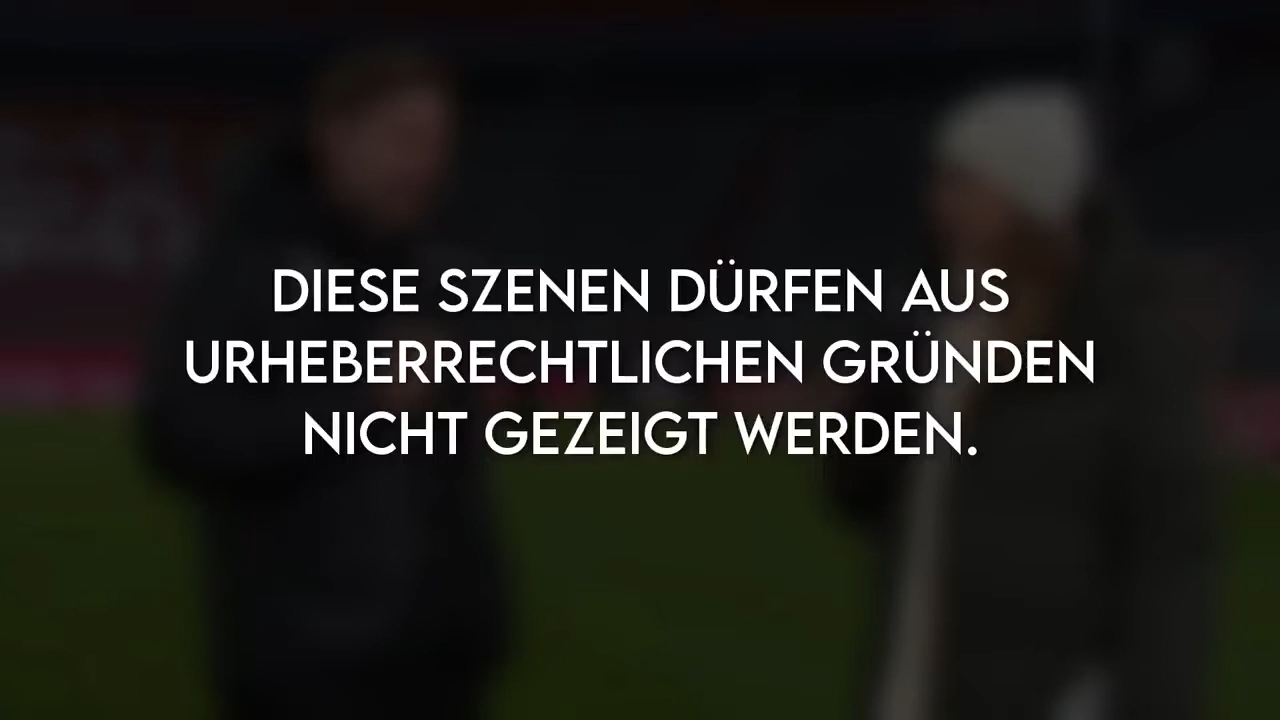 DIESE SZENEN DÜRFEN AUS
URHEBERRECHTLICHEN GRÜNDEN
NICHT GEZEIGT WERDEN.